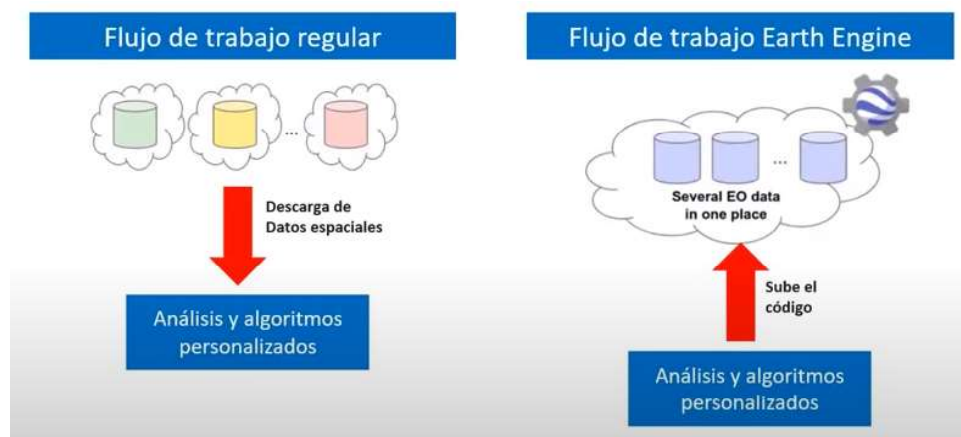 Flujo de trabajo regular
...
Descarga de
Datos espaciales
Análisis y algoritmos
personalizados
Flujo de trabajo Earth Engine
...
Several EO data
in one place
Sube el
código
Análisis y algoritmos
personalizados